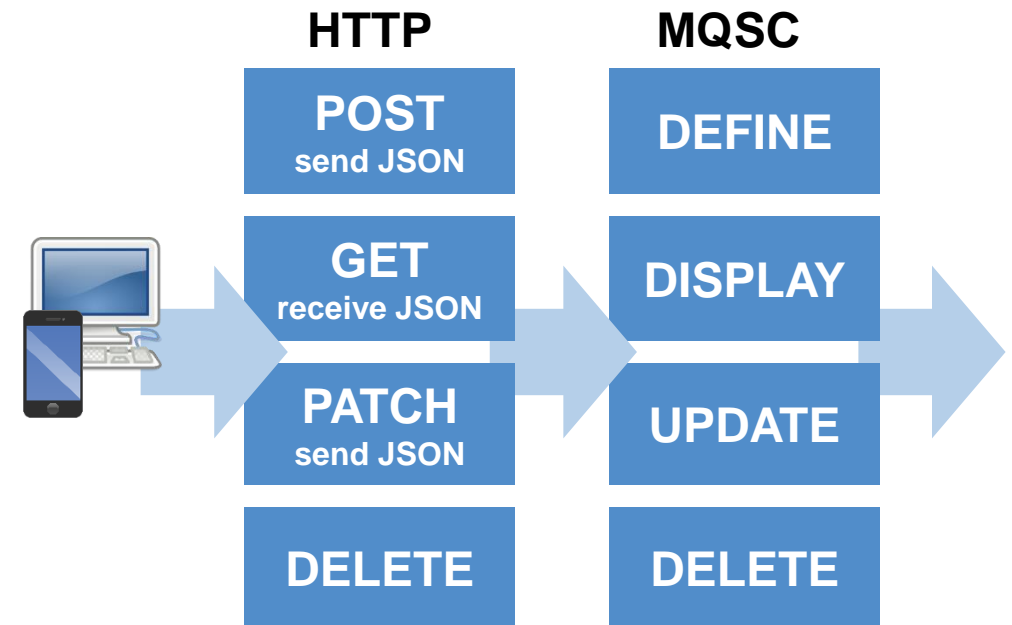 HTTP
MQSC
POST
send JSON
DEFINE
GET
receive JSON
DISPLAY
PATCH
send JSON
UPDATE
DELETE
DELETE